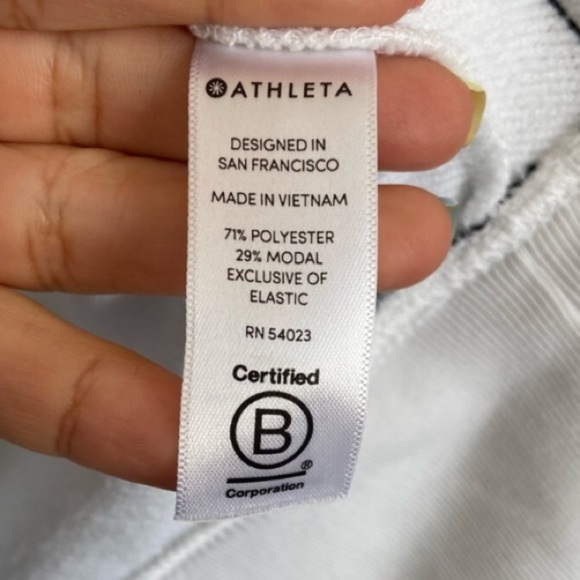 ATHLETA
DESIGNED IN
SAN FRANCISCO
MADE IN VIETNAM
71% POLYESTER
29% MODAL
EXCLUSIVE OF
ELASTIC
RN 54023
Certified
B
®
Corporation